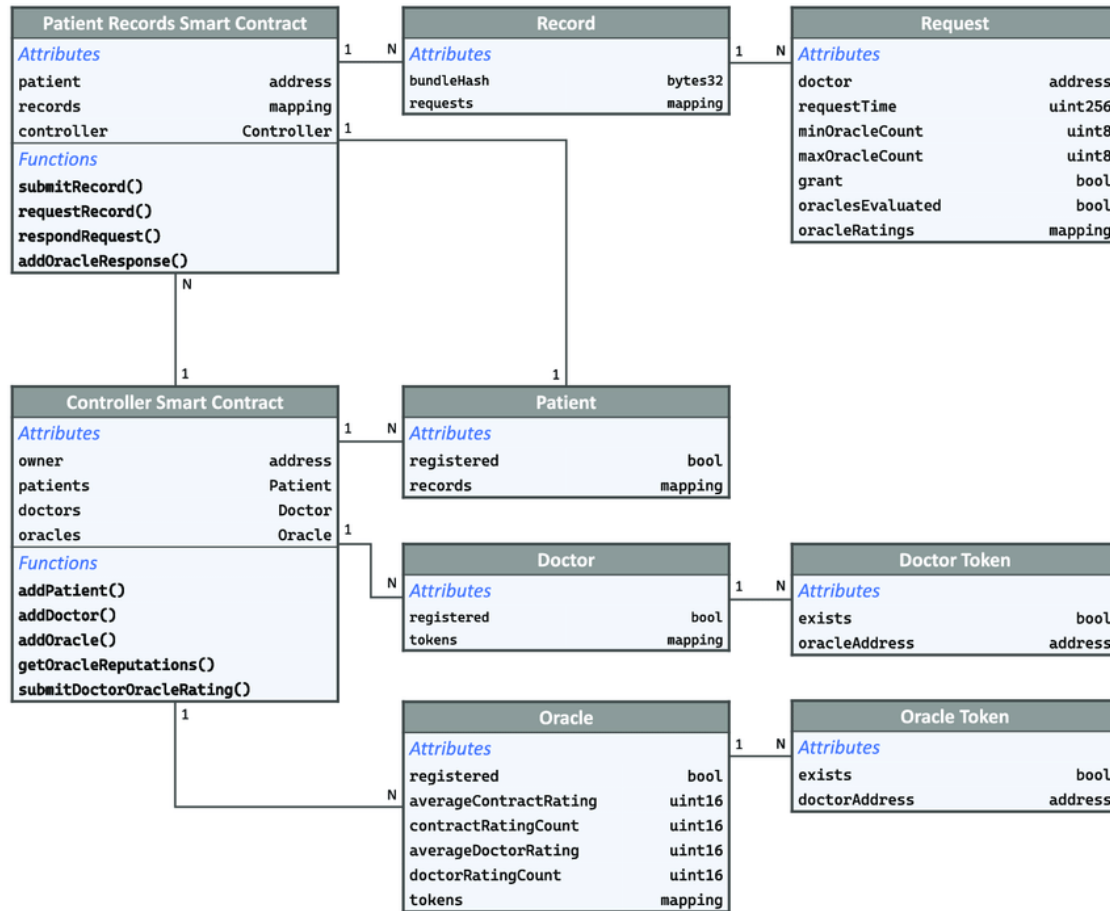 Patient Records Smart Contract
Attributes
patient address
records mapping
controller Controller
Functions
submitRecord()
requestRecord()
respondRequest()
addOracleResponse()
1 N
Record
Attributes
bundleHash bytes32
requests mapping
1 N
Request
Attributes
doctor address
requestTime uint256
minOracleCount uint8
maxOracleCount uint8
grant bool
oraclesEvaluated bool
oracleRatings mapping
1
1
N
1
Controller Smart Contract
Attributes
owner address
patients Patient
doctors Doctor
oracles Oracle
Functions
addPatient()
addDoctor()
addOracle()
getOracleReputations()
submitDoctorOracleRating()
1 N
Patient
Attributes
registered bool
records mapping
1
N
Doctor
Attributes
registered bool
tokens mapping
1 N
Doctor Token
Attributes
exists bool
oracleAddress address
1
N
Oracle
Attributes
registered bool
averageContractRating uint16
contractRatingCount uint16
averageDoctorRating uint16
doctorRatingCount uint16
tokens mapping
1 N
Oracle Token
Attributes
exists bool
doctorAddress address